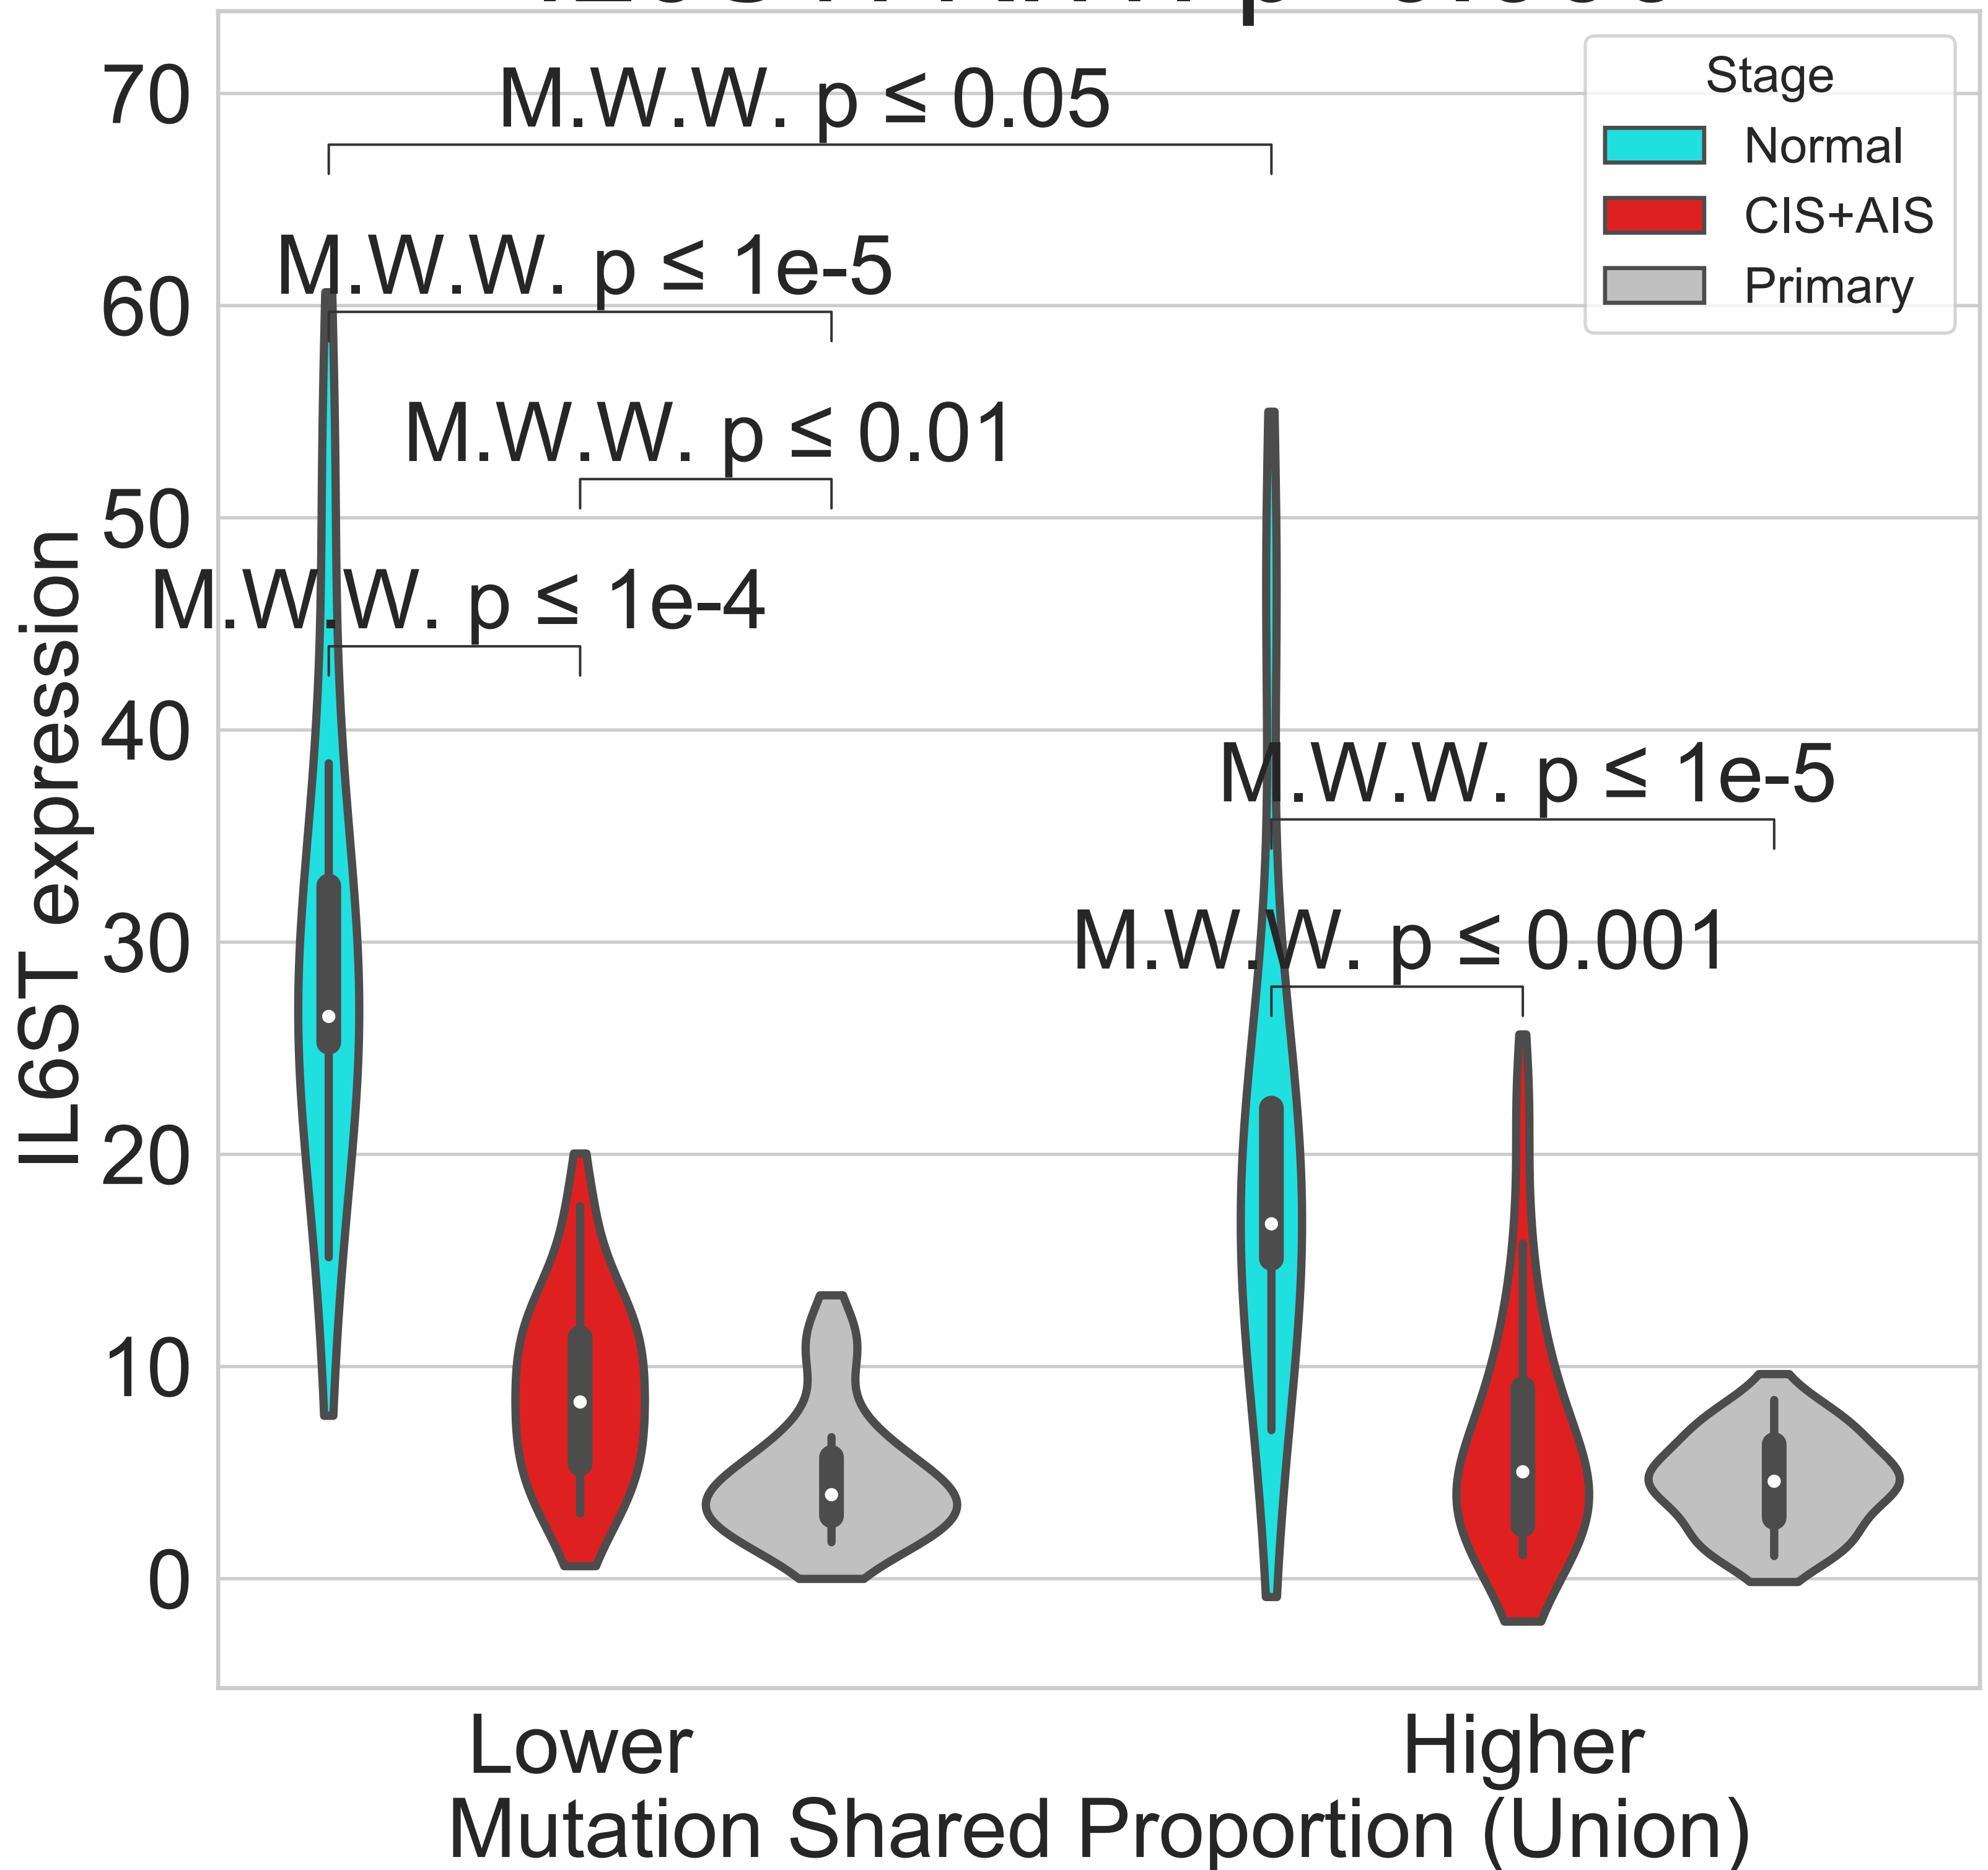 70
60
50
40
30
20
10
0
IL6ST expression
M.W.W. p ≤ 0.05
M.W.W. p ≤ 1e-5
M.W.W. p ≤ 0.01
M.W.W. p ≤ 1e-4
M.W.W. p ≤ 1e-5
M.W.W. p ≤ 0.001
Stage
Normal
CIS+AIS
Primary
Lower
Higher
Mutation Shared Proportion (Union)